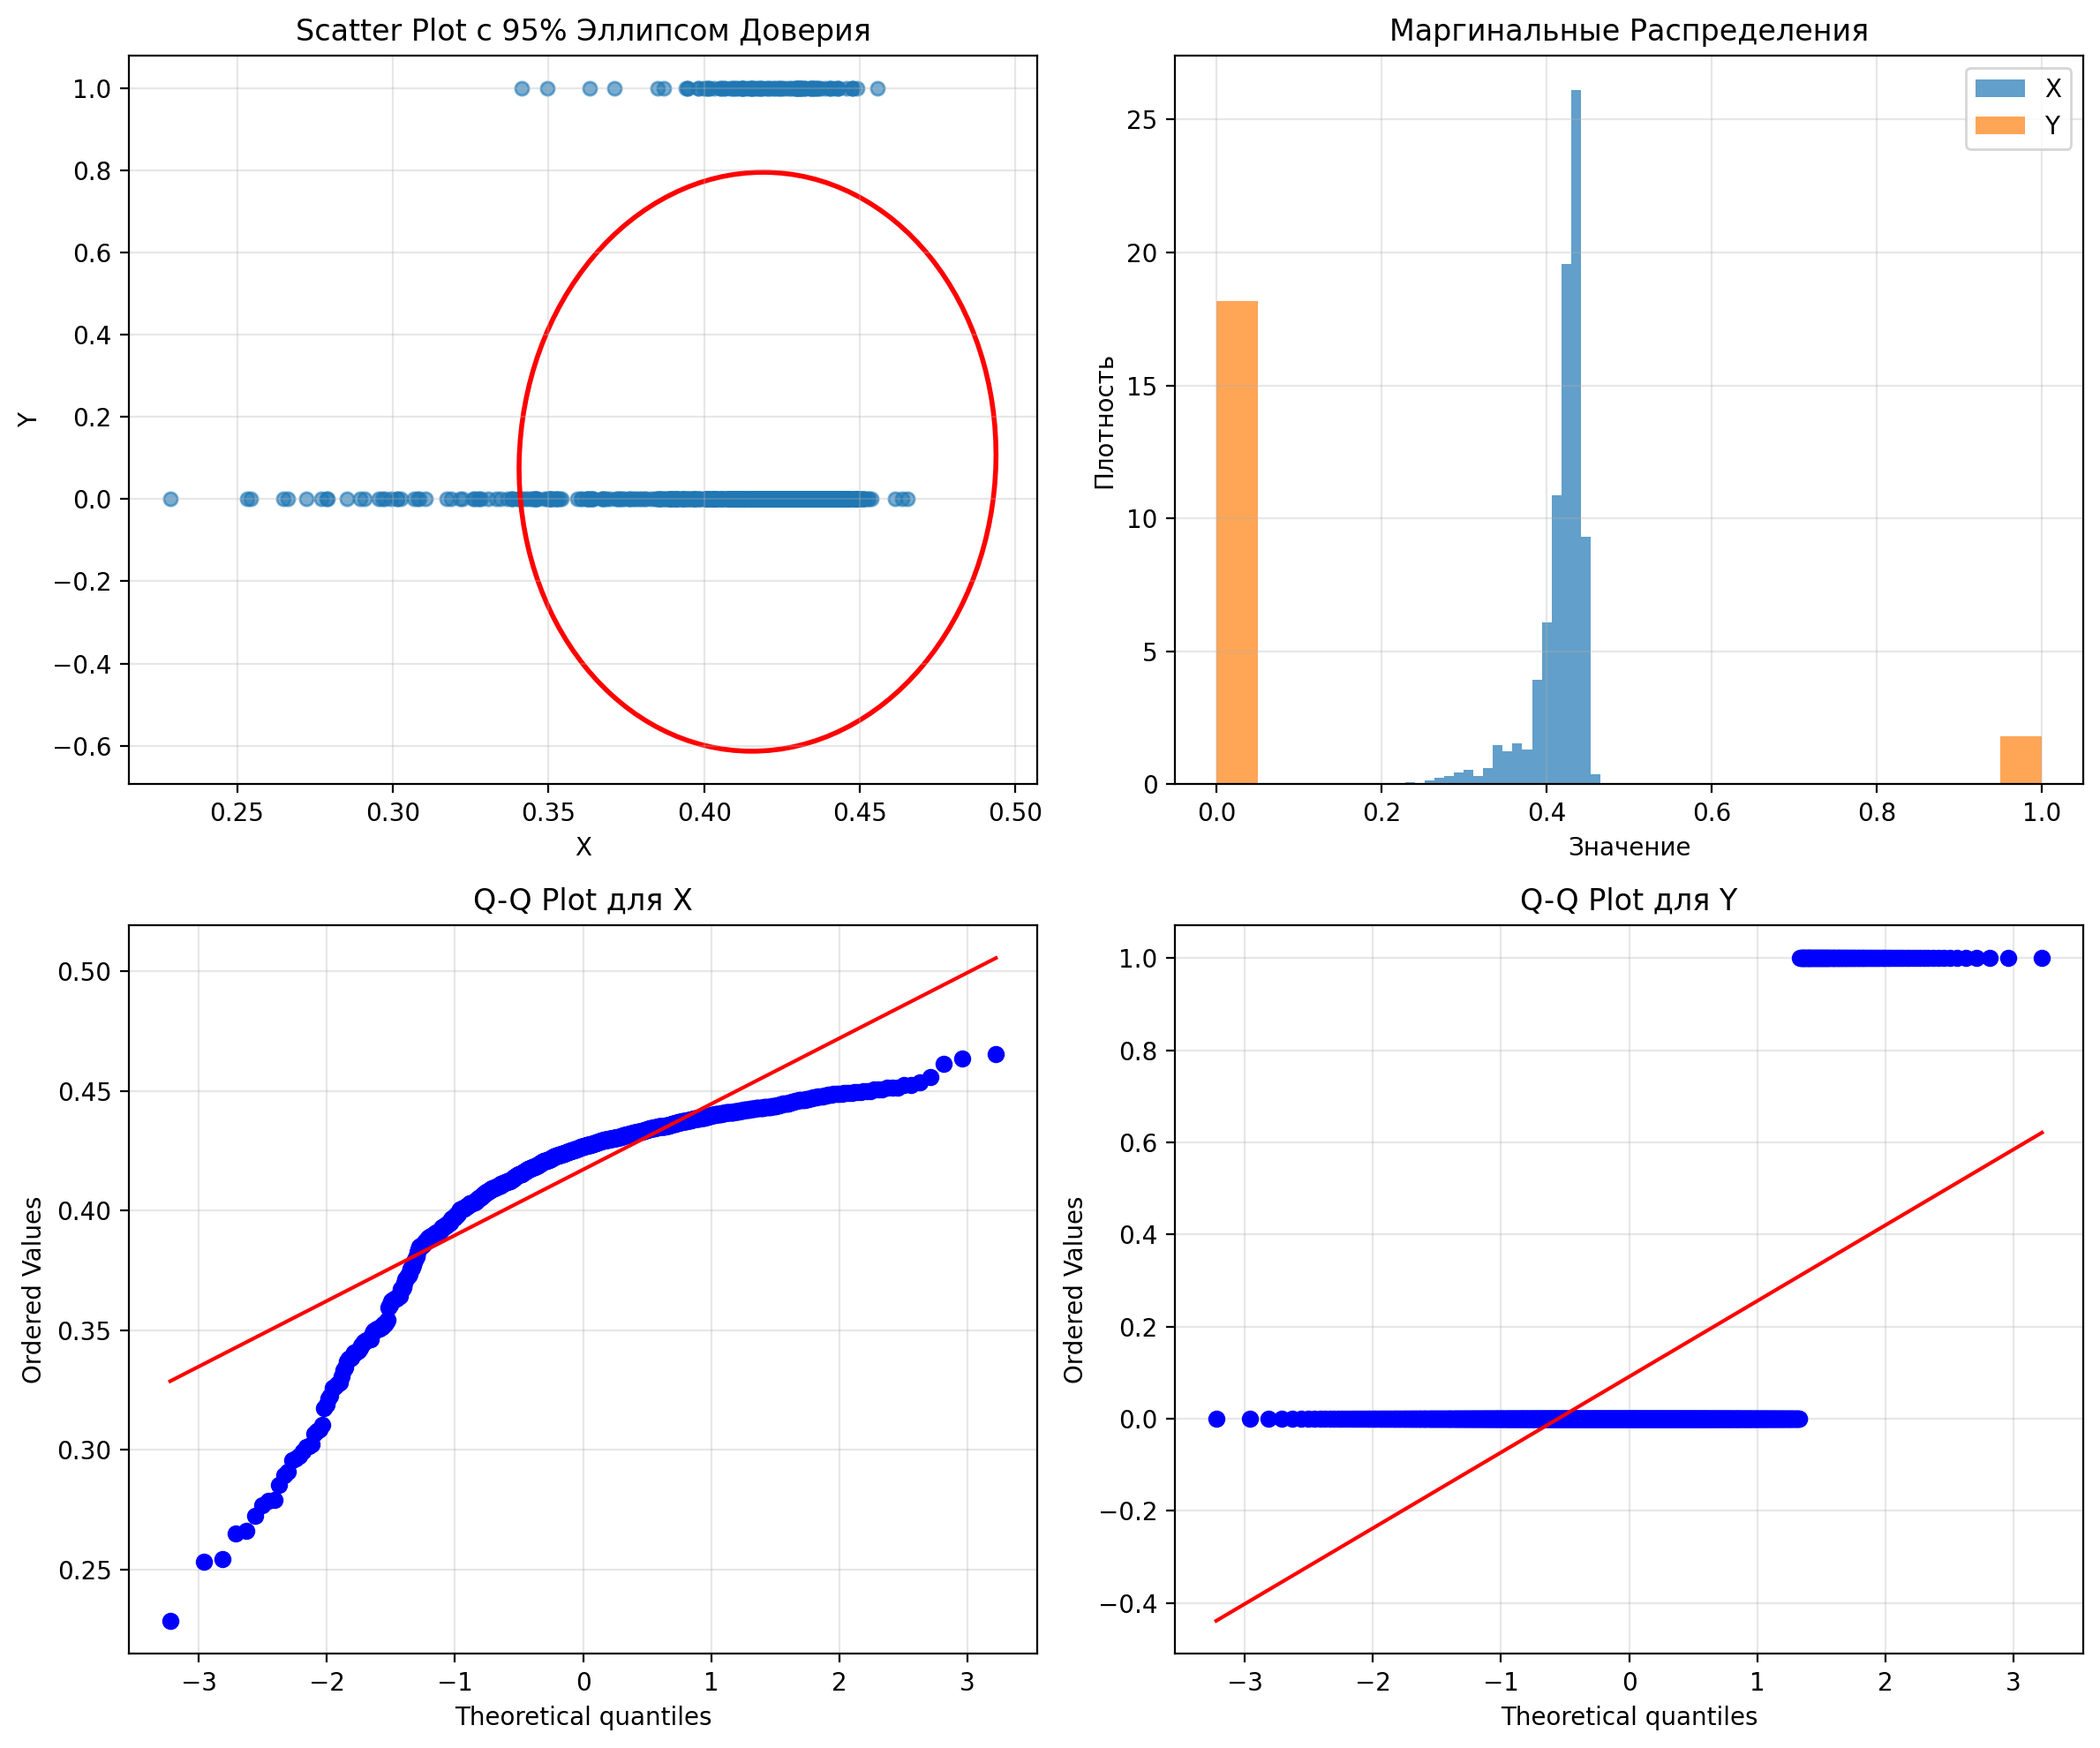 Scatter Plot с 95% Эллипсом Доверия
1.0
0.8
0.6
0.4
0.2
0.0
−0.2
−0.4
−0.6
Y
0.25 0.30 0.35 0.40 0.45 0.50
X
Маргинальные Распределения
X
Y
25
20
15
10
5
0
Плотность
0.0 0.2 0.4 0.6 0.8 1.0
Значение
Q-Q Plot для X
0.50
0.45
0.40
0.35
0.30
0.25
Ordered Values
−3 −2 −1 0 1 2 3
Theoretical quantiles
Q-Q Plot для Y
1.0
0.8
0.6
0.4
0.2
0.0
−0.2
−0.4
Ordered Values
−3 −2 −1 0 1 2 3
Theoretical quantiles